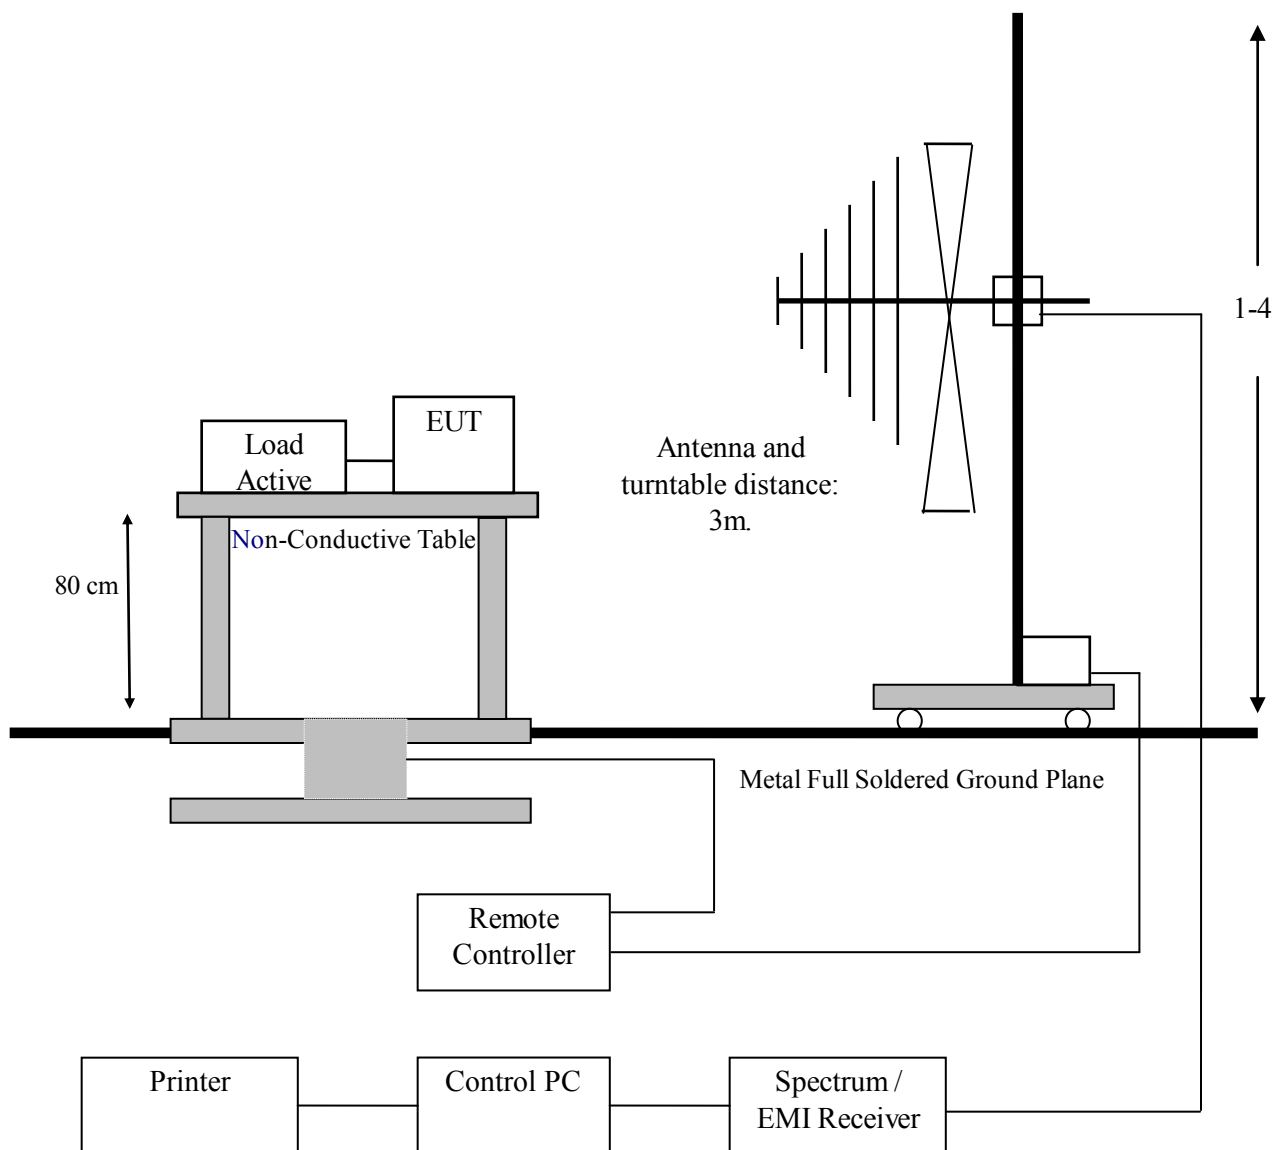 1-4
EUT
Load
Active
Antenna and
turntable distance:
3m.
Non-Conductive Table
80 cm
Metal Full Soldered Ground Plane
Remote
Controller
Printer
Control PC
Spectrum /
EMI Receiver